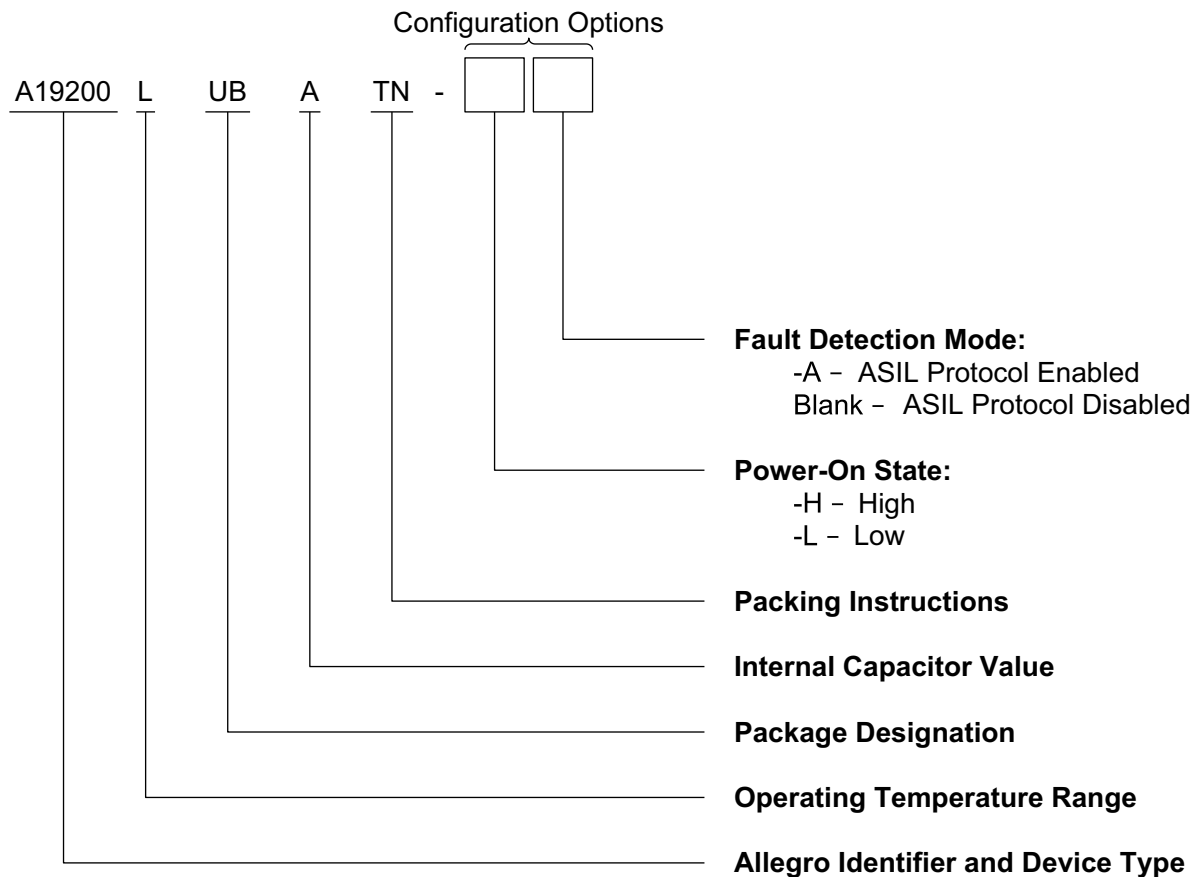 Configuration Options
A19200 L UB A TN -
Fault Detection Mode:
-A – ASIL Protocol Enabled
Blank – ASIL Protocol Disabled
Power-On State:
-H – High
-L – Low
Packing Instructions
Internal Capacitor Value
Package Designation
Operating Temperature Range
Allegro Identifier and Device Type